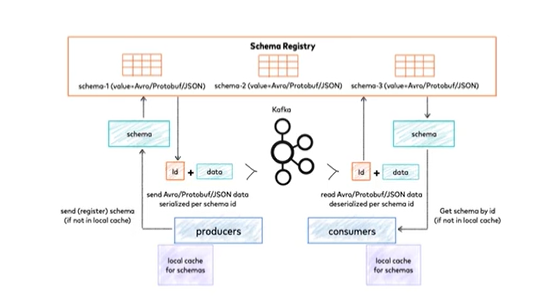 Schema Registry
schema-1 (value=Avro/Protobuf/JSON)
schema-2 (value=Avro/Protobuf/JSON)
schema-3 (value=Avro/Protobuf/JSON)
Kafka
schema
schema
Id + data
Id + data
send Avro/Protobuf/JSON data
serialized per schema id
read Avro/Protobuf/JSON data
deserialized per schema id
send (register) schema
(if not in local cache)
Get schema by id
(if not in local cache)
producers
consumers
local cache
for schemas
local cache
for schemas